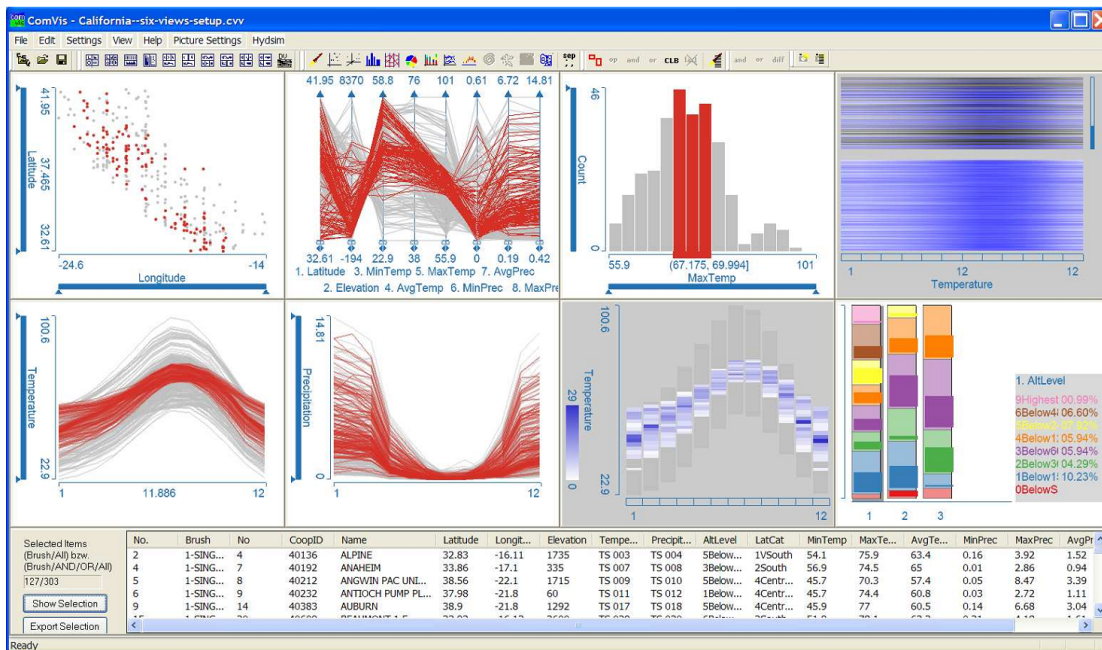 ComVis - California--six-views-setup.cvv
File Edit Settings View Help Picture Settings Hydsim
sep op and or CLB and or diff
41.95
37.465
32.61
Latitude
-24.6 -14
Longitude
41.95 8370 58.8 76 101 0.61 6.72 14.81
32.61 -194 22.9 38 55.9 0 0.19 0.42
1. Latitude 3. MinTemp 5. MaxTemp 7. AvgPrec
2. Elevation 4. AvgTemp 6. MinPrec 8. MaxPre
46
Count
0
55.9 (67.175, 69.994] 101
MaxTemp
1 12 12
Temperature
100.6
Temperature
22.9
1 11.886 12
14.81
Precipitation
0
1 12
29
Temperature
0
100.6
22.9
1 12
1. AltLevel
9Highest 00.99%
6Below4 06.60%
07.92%
4Below1 05.94%
3Below6 05.94%
2Below3 04.29%
1Below1 10.23%
0BelowS
1 2 3
Selected Items
(Brush/All) bzw.
(Brush/AND/OR/All)
127/303
Show Selection
Export Selection
No. Brush No CoopID Name Latitude Longit... Elevation Tempe... Precipit... AltLevel LatCat MinTemp MaxTe... AvgTe... MinPrec MaxPrec AvgPr
2 1-SING... 4 40136 ALPINE 32.83 -16.11 1735 TS 003 TS 004 5Below... 1VSouth 54.1 75.9 63.4 0.16 3.92 1.52
4 1-SING... 7 40192 ANAHEIM 33.86 -17.1 335 TS 007 TS 008 3Below... 2South 56.9 74.5 65 0.01 2.86 0.94
5 1-SING... 8 40212 ANGWIN PAC UNI... 38.56 -22.1 1715 TS 009 TS 010 5Below... 4Centr... 45.7 70.3 57.4 0.05 8.47 3.39
6 1-SING... 9 40232 ANTIOCH PUMP PL... 37.98 -21.8 60 TS 011 TS 012 1Below... 4Centr... 45.7 74.4 60.8 0.03 2.72 1.11
9 1-SING... 14 40383 AUBURN 38.9 -21.8 1292 TS 017 TS 018 5Below... 4Centr... 45.9 77 60.5 0.14 6.68 3.04
Ready